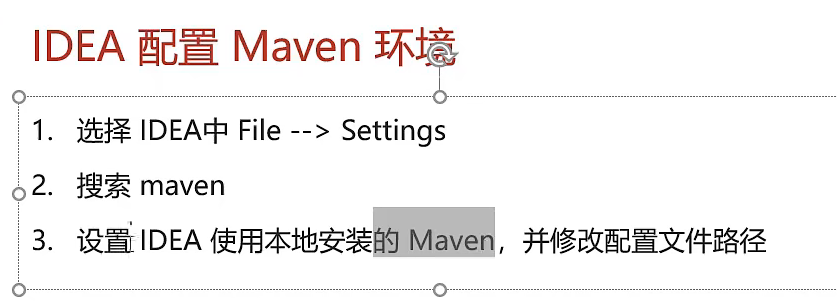 IDEA 配置 Maven 环境
1. 选择 IDEA中 File --> Settings
2. 搜索 maven
3. 设置 IDEA 使用本地安装的 Maven，并修改配置文件路径